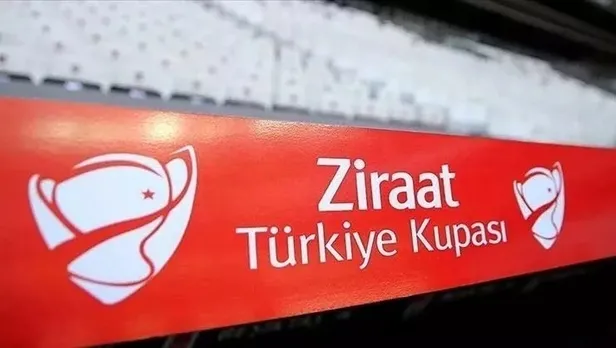 Ziraat
Türkiye Kupası